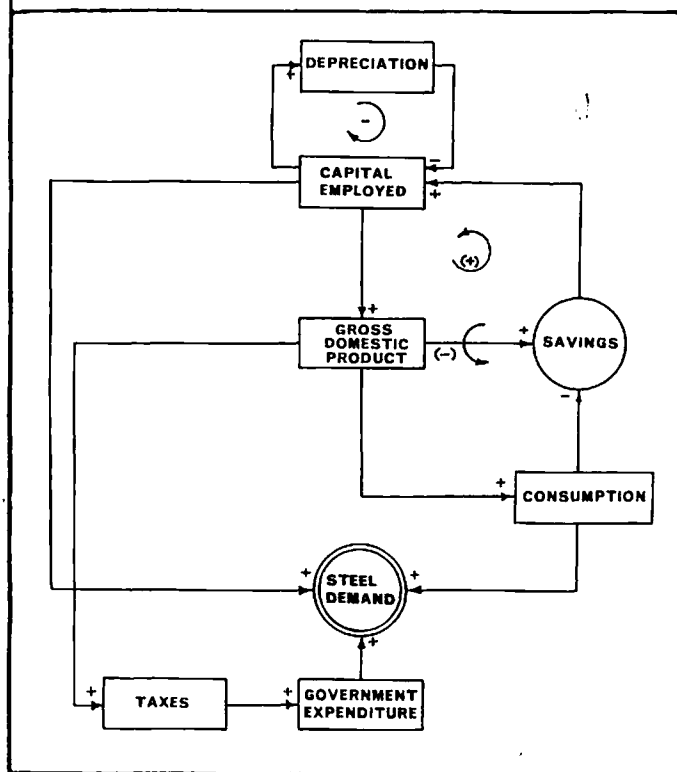 DEPRECIATION
+
-
-
CAPITAL
EMPLOYED
+
(+)
+
GROSS
DOMESTIC
PRODUCT
(-)
+
SAVINGS
-
+
CONSUMPTION
+
STEEL
DEMAND
+
+
+
TAXES
+
GOVERNMENT
EXPENDITURE